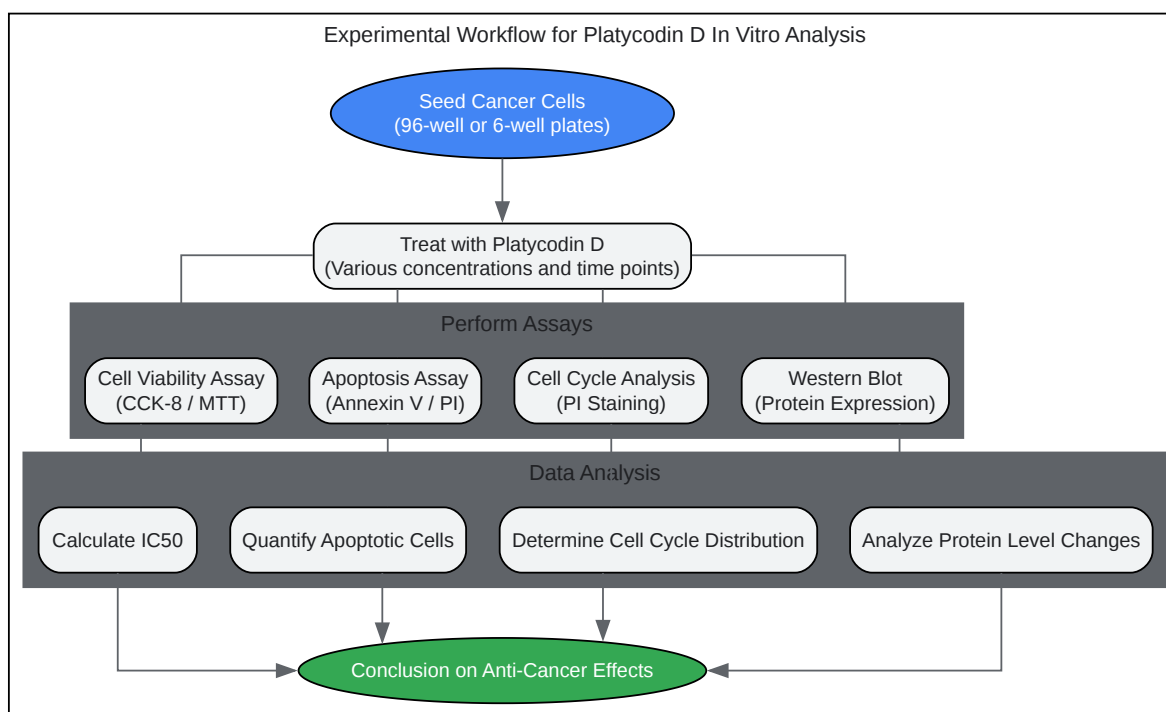 Experimental Workflow for Platycodin D In Vitro Analysis
Seed Cancer Cells
(96-well or 6-well plates)
Treat with Platycodin D
(Various concentrations and time points)
Perform Assays
Cell Viability Assay
(CCK-8 / MTT)
Apoptosis Assay
(Annexin V / PI)
Cell Cycle Analysis
(PI Staining)
Western Blot
(Protein Expression)
Data Analysis
Calculate IC50
Quantify Apoptotic Cells
Determine Cell Cycle Distribution
Analyze Protein Level Changes
Conclusion on Anti-Cancer Effects